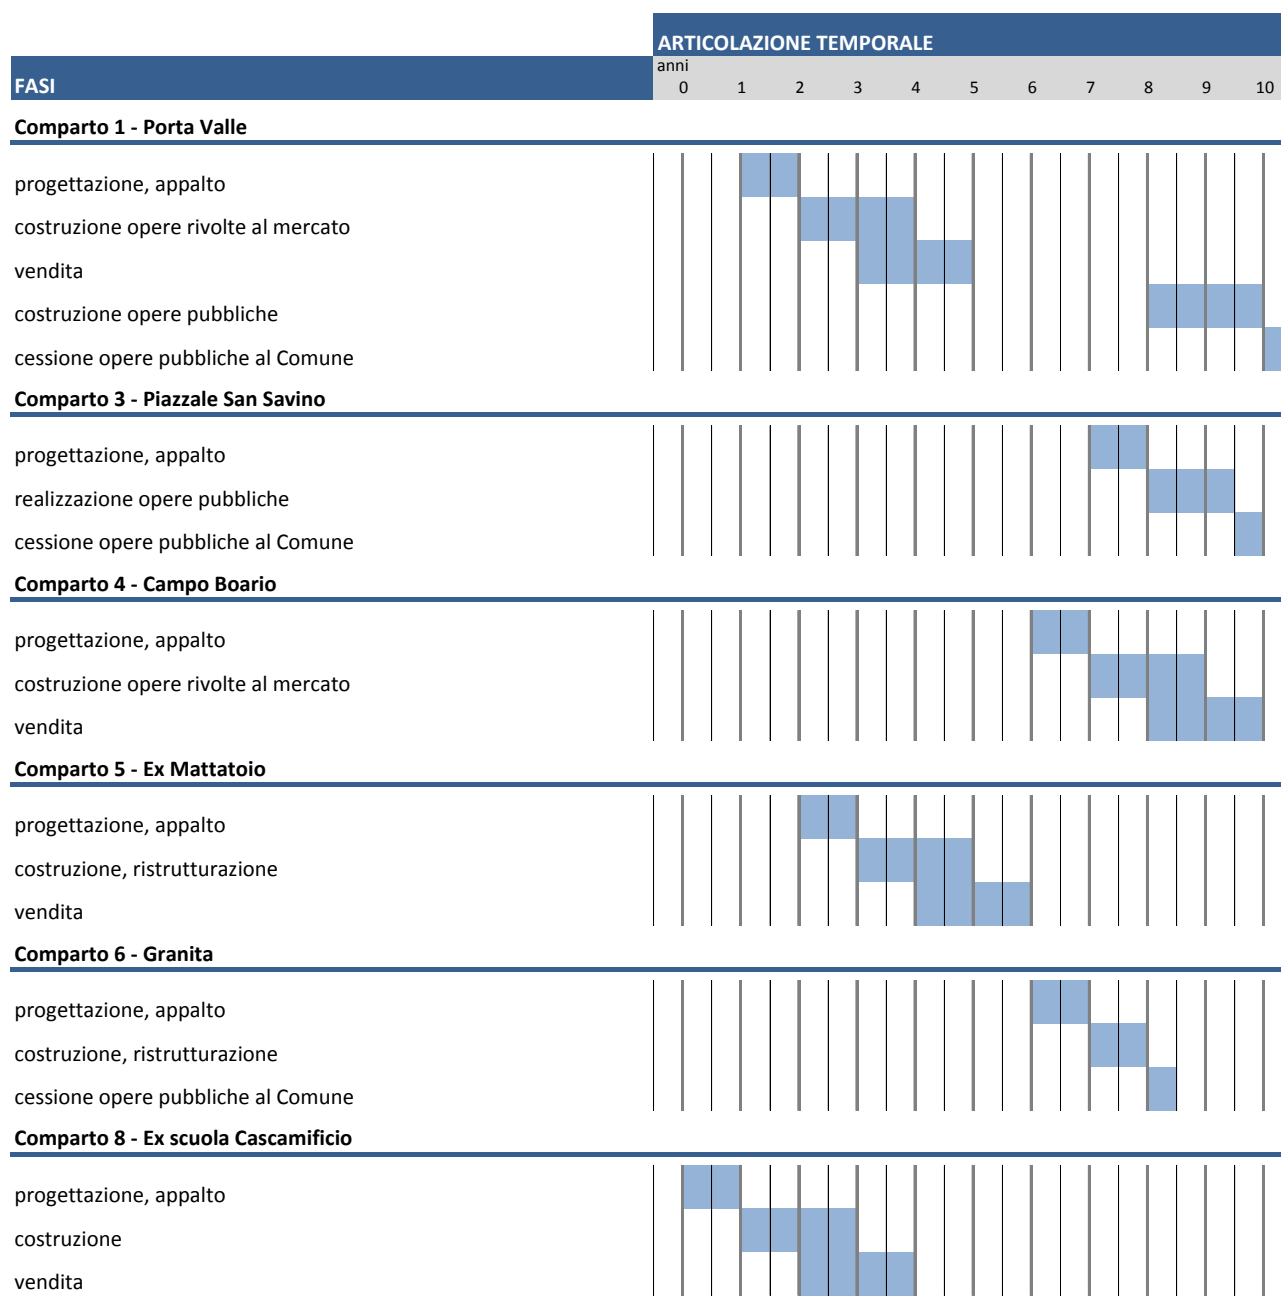 ARTICOLAZIONE TEMPORALE
anni
FASI 0 1 2 3 4 5 6 7 8 9 10
Comparto 1 - Porta Valle
progettazione, appalto
costruzione opere rivolte al mercato
vendita
costruzione opere pubbliche
cessione opere pubbliche al Comune
Comparto 3 - Piazzale San Savino
progettazione, appalto
realizzazione opere pubbliche
cessione opere pubbliche al Comune
Comparto 4 - Campo Boario
progettazione, appalto
costruzione opere rivolte al mercato
vendita
Comparto 5 - Ex Mattatoio
progettazione, appalto
costruzione, ristrutturazione
vendita
Comparto 6 - Granita
progettazione, appalto
costruzione, ristrutturazione
cessione opere pubbliche al Comune
Comparto 8 - Ex scuola Cascamificio
progettazione, appalto
costruzione
vendita